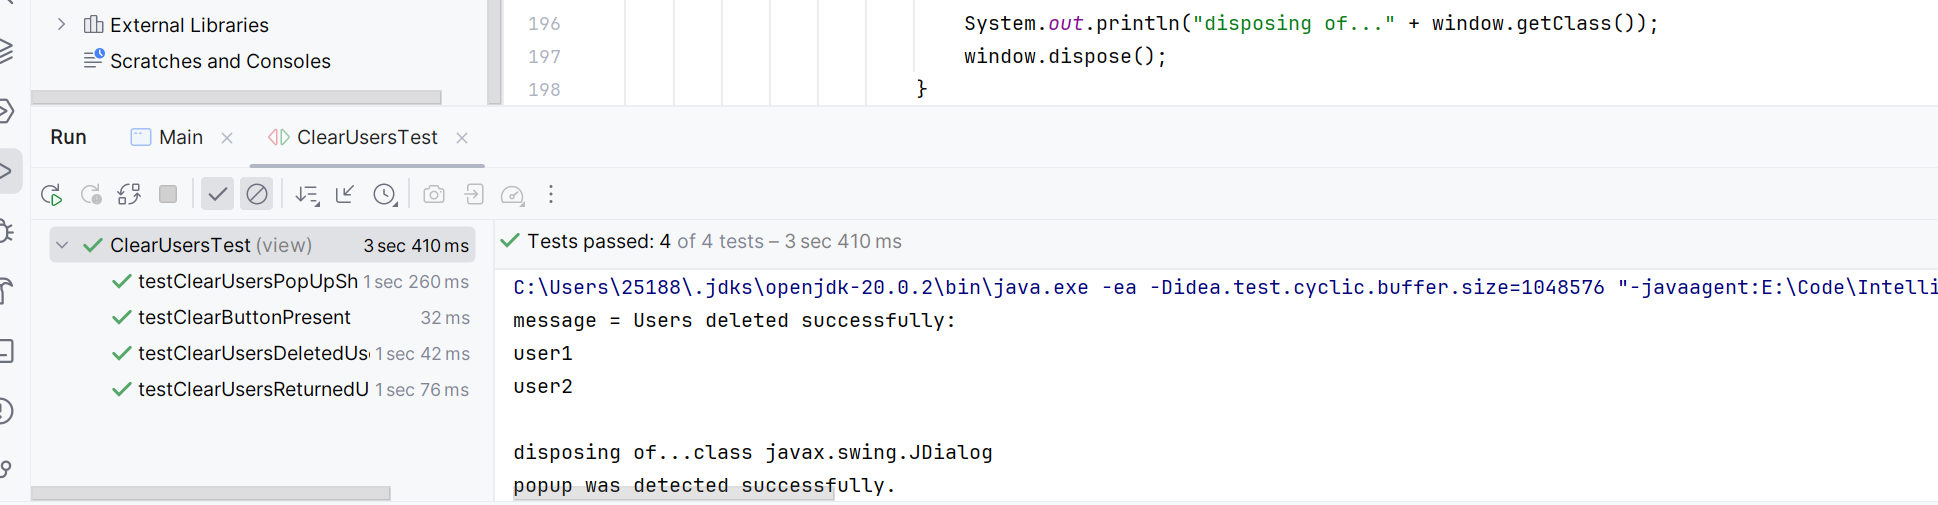 External Libraries
Scratches and Consoles
196 System.out.println("disposing of..." + window.getClass());
197 window.dispose();
198 }
Run Main ClearUsersTest
ClearUsersTest (view) 3 sec 410 ms
testClearUsersPopUpSh 1 sec 260 ms
testClearButtonPresent 32 ms
testClearUsersDeletedUs 1 sec 42 ms
testClearUsersReturnedU 1 sec 76 ms
Tests passed: 4 of 4 tests – 3 sec 410 ms
C:\Users\25188\.jdks\openjdk-20.0.2\bin\java.exe -ea -Didea.test.cyclic.buffer.size=1048576 "-javaagent:E:\Code\Intelli
message = Users deleted successfully:
user1
user2
disposing of...class javax.swing.JDialog
popup was detected successfully.